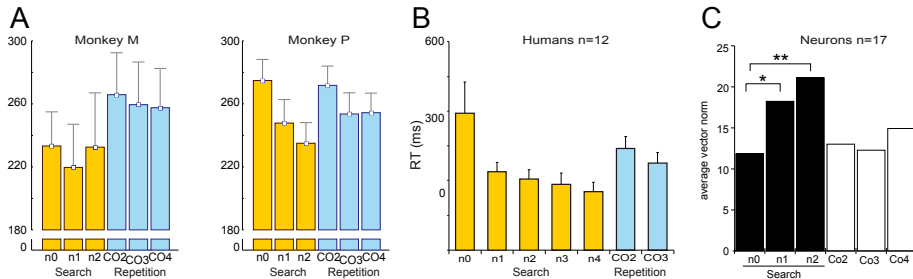 A
Monkey M
300
260
220
180
0
n0 n1 n2 CO2 CO3 CO4
Search Repetition
Monkey P
300
260
220
180
0
n0 n1 n2 CO2 CO3 CO4
Search Repetition
B
Humans n=12
RT (ms)
600
300
0
n0 n1 n2 n3 n4 CO2 CO3
Search Repetition
C
Neurons n=17
average vector norm
25
20
15
10
5
0
** 
*
n0 n1 n2 Co2 Co3 Co4
Search Repetition